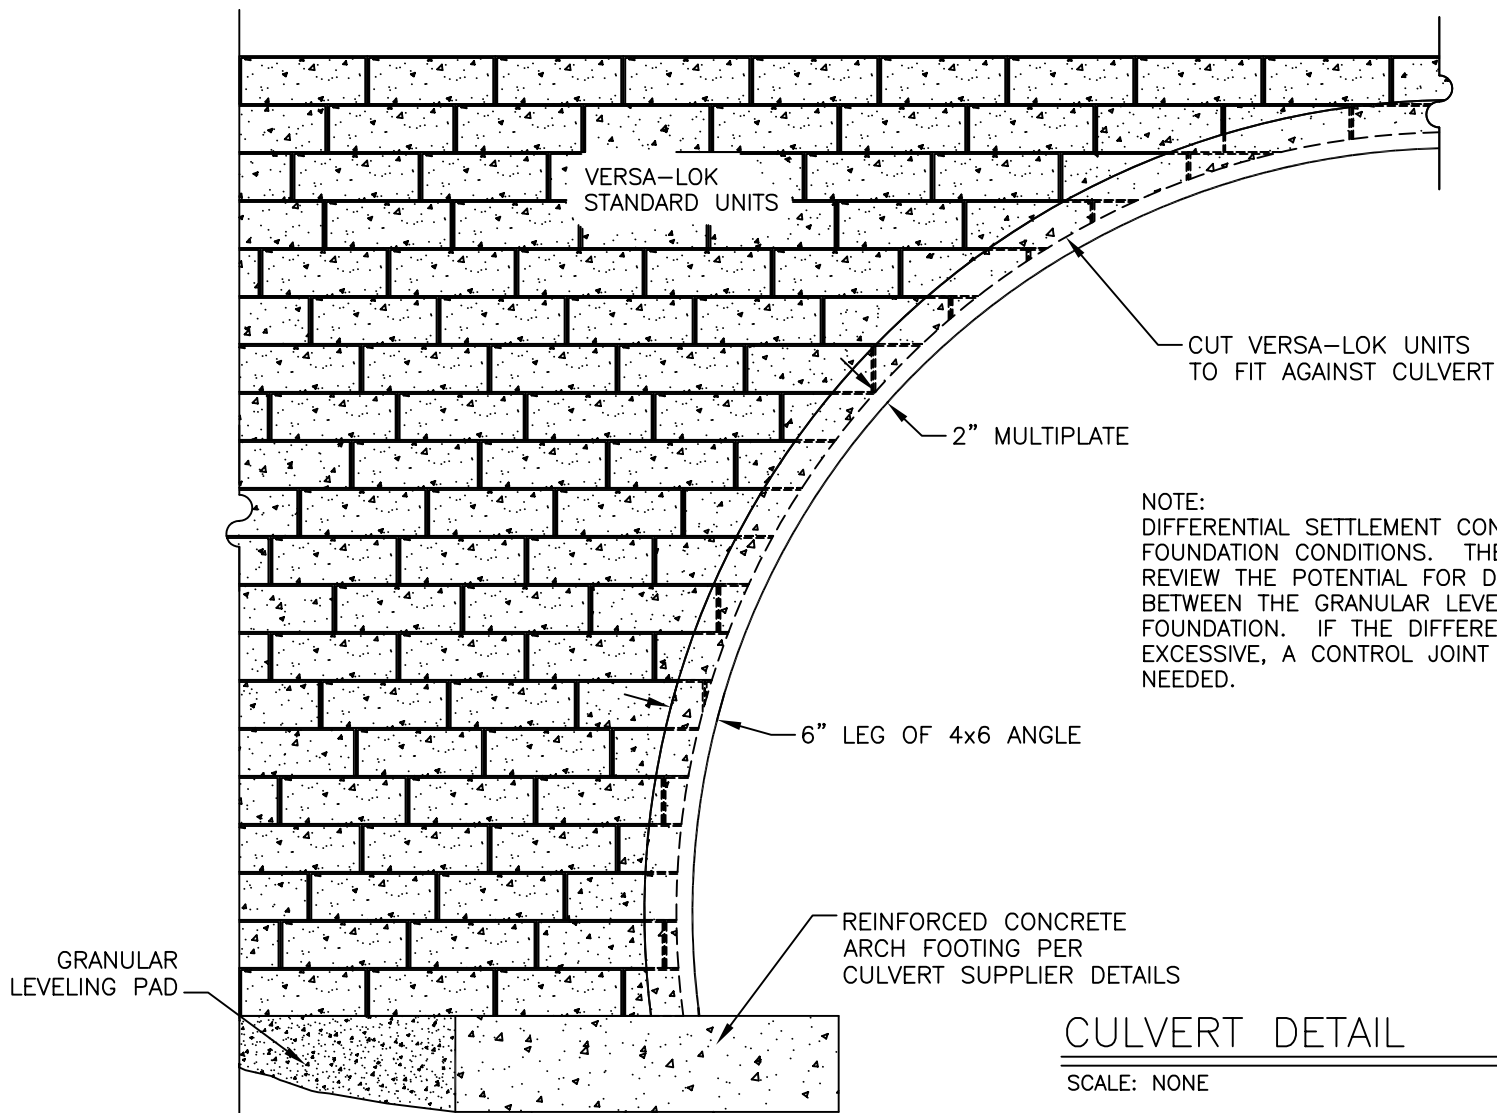 VERSA-LOK
STANDARD UNITS
CUT VERSA-LOK UNITS
TO FIT AGAINST CULVERT
2” MULTIPLATE
NOTE:
DIFFERENTIAL SETTLEMENT
FOUNDATION CONDITIONS.
REVIEW THE POTENTIAL FOR
BETWEEN THE GRANULAR
FOUNDATION. IF THE
EXCESSIVE, A CONTROL JOINT
NEEDED.
6” LEG OF 4x6 ANGLE
REINFORCED CONCRETE
ARCH FOOTING PER
CULVERT SUPPLIER DETAILS
GRANULAR
LEVELING PAD
CULVERT DETAIL
SCALE: NONE